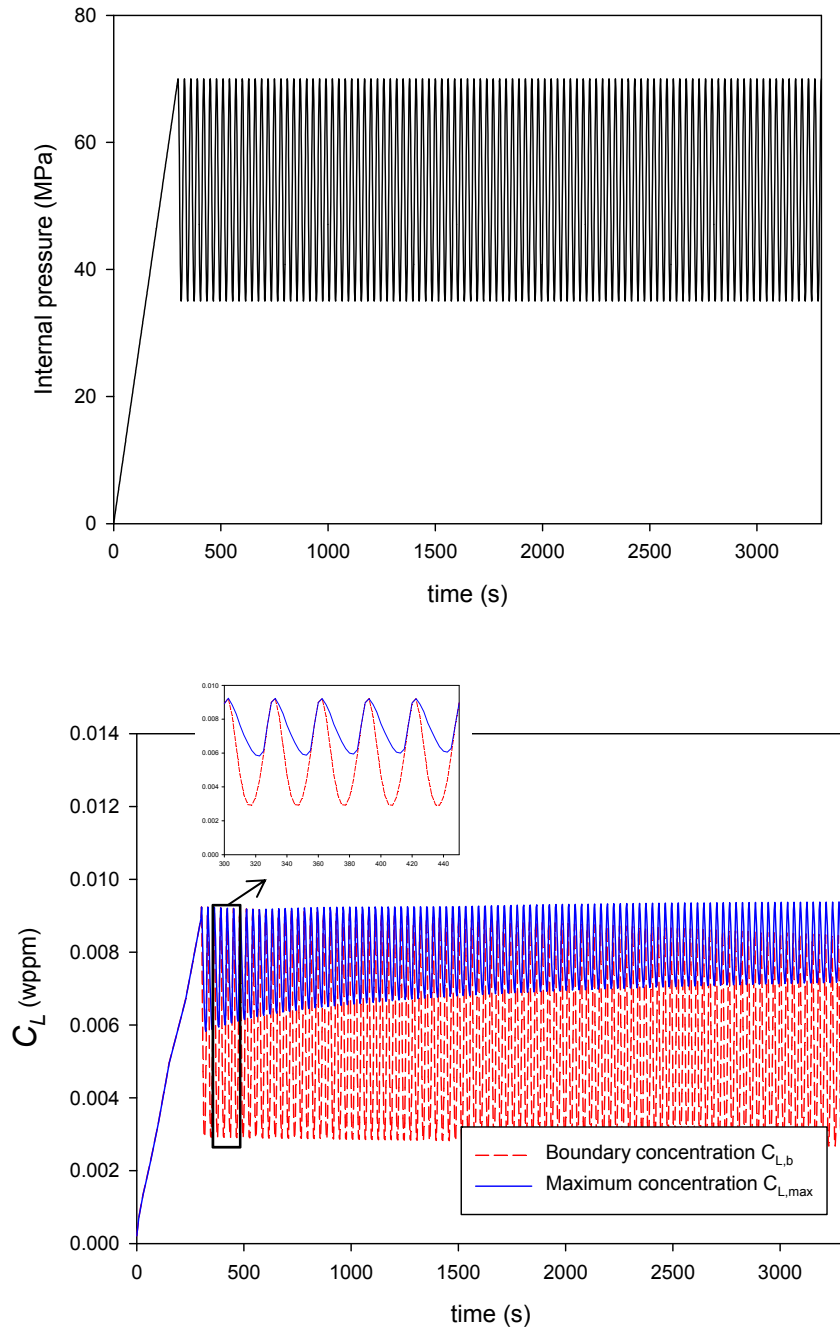 80
60
40
20
0
Internal pressure (MPa)
0 500 1000 1500 2000 2500 3000
time (s)
0.010
0.008
0.006
0.004
0.002
0.000
300 320 340 360 380 400 420 440
0.014
0.012
0.010
0.008
0.006
0.004
0.002
0.000
C_L (wppm)
Boundary concentration C_L,b
Maximum concentration C_L,max
0 500 1000 1500 2000 2500 3000
time (s)